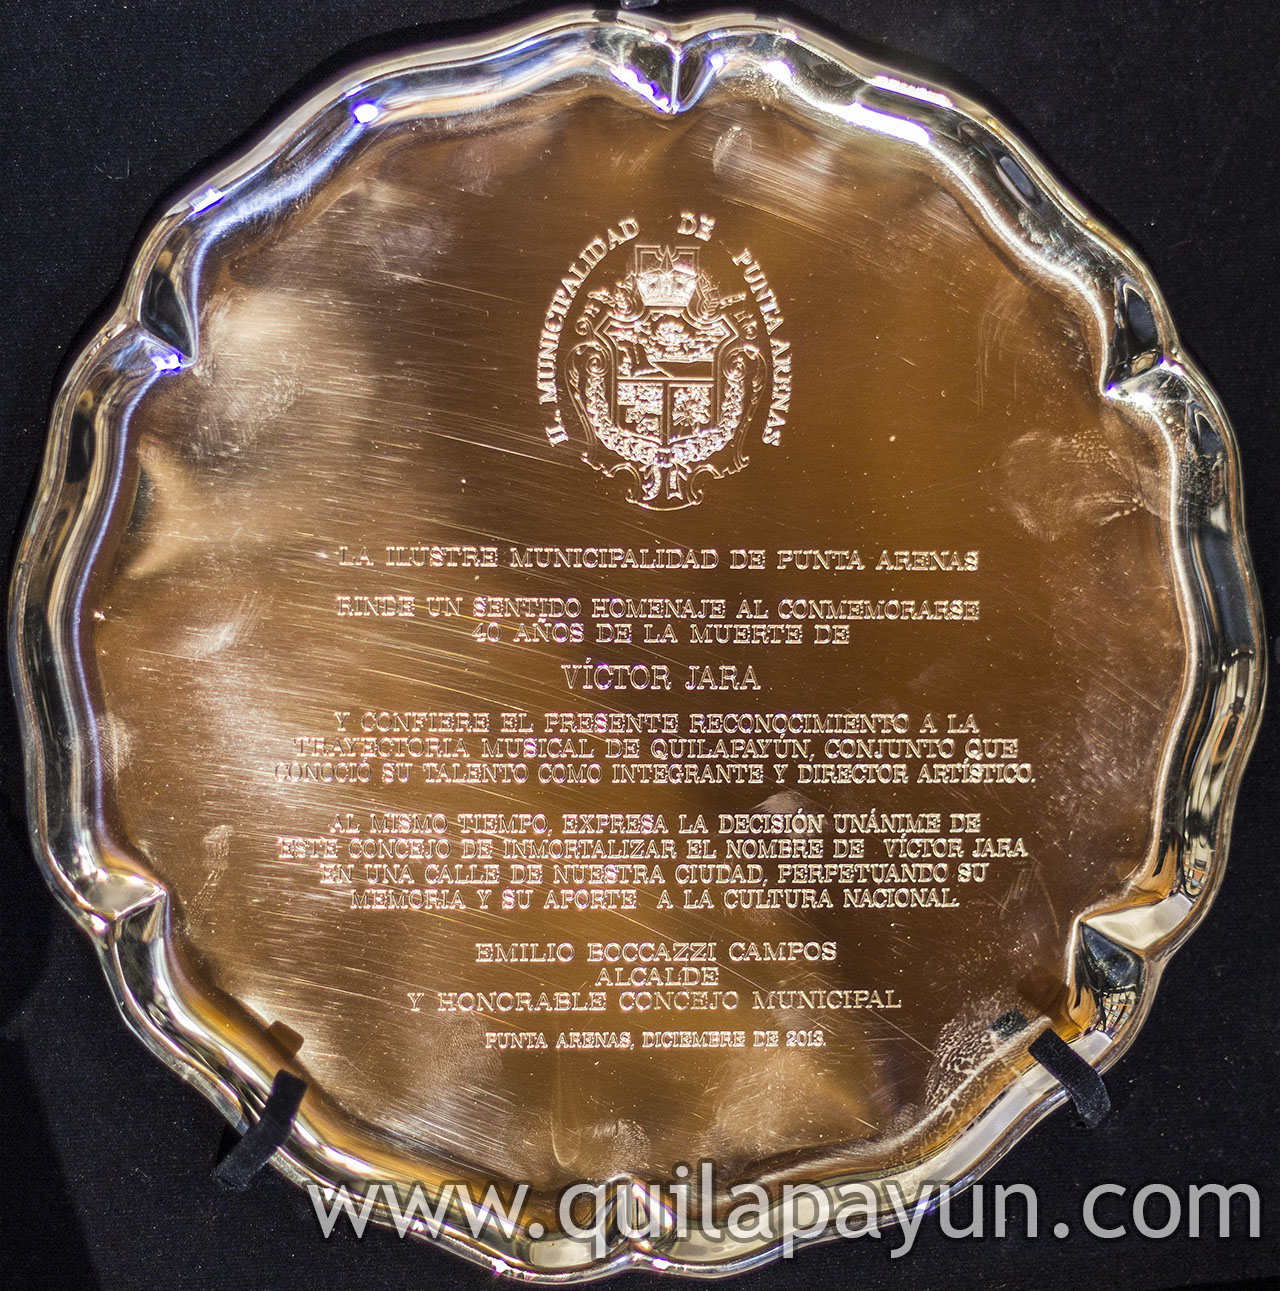 IL. MUNICIPALIDAD DE PUNTA ARENAS
LA ILUSTRE MUNICIPALIDAD DE PUNTA ARENAS
RINDE UN SENTIDO HOMENAJE AL CONMEMORARSE
40 AÑOS DE LA MUERTE DE
VÍCTOR JARA
Y CONFIERE EL PRESENTE RECONOCIMIENTO A LA
TRAYECTORIA MUSICAL DE QUILAPAYÚN, CONJUNTO QUE
CONOCIÓ SU TALENTO COMO INTEGRANTE Y DIRECTOR ARTÍSTICO.
AL MISMO TIEMPO, EXPRESA LA DECISIÓN UNÁNIME DE
ESTE CONCEJO DE INMORTALIZAR EL NOMBRE DE VÍCTOR JARA
EN UNA CALLE DE NUESTRA CIUDAD, PERPETUANDO SU
MEMORIA Y SU APORTE A LA CULTURA NACIONAL.
EMILIO BOCCAZZI CAMPOS
ALCALDE
Y HONORABLE CONCEJO MUNICIPAL
PUNTA ARENAS, DICIEMBRE DE 2013.
www.quilapayun.com